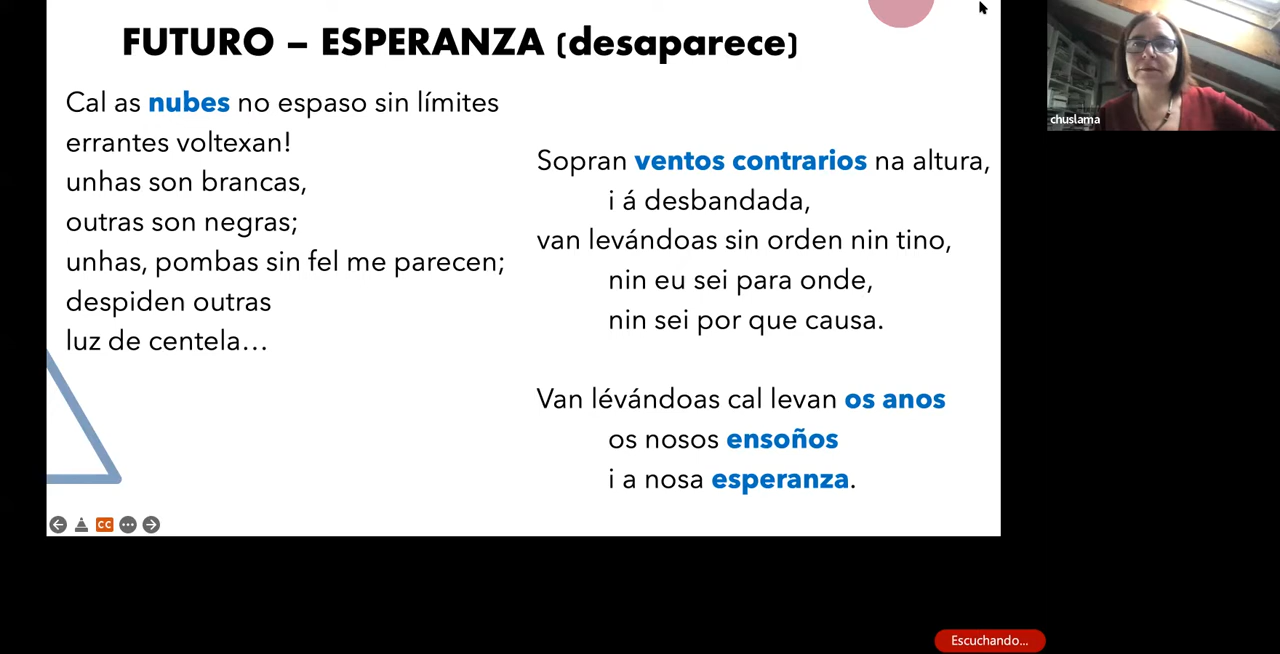 FUTURO – ESPERANZA (desaparece)
Cal as nubes no espaso sin límites
errantes voltexan!
unhas son brancas,
outras son negras;
unhas, pombas sin fel me parecen;
despiden outras
luz de centela…
Sopran ventos contrarios na altura,
i á desbandada,
van levándoas sin orden nin tino,
nin eu sei para onde,
nin sei por que causa.
Van lévándoas cal levan os anos
os nosos ensoños
i a nosa esperanza.
CC
chuslama
Escuchando...